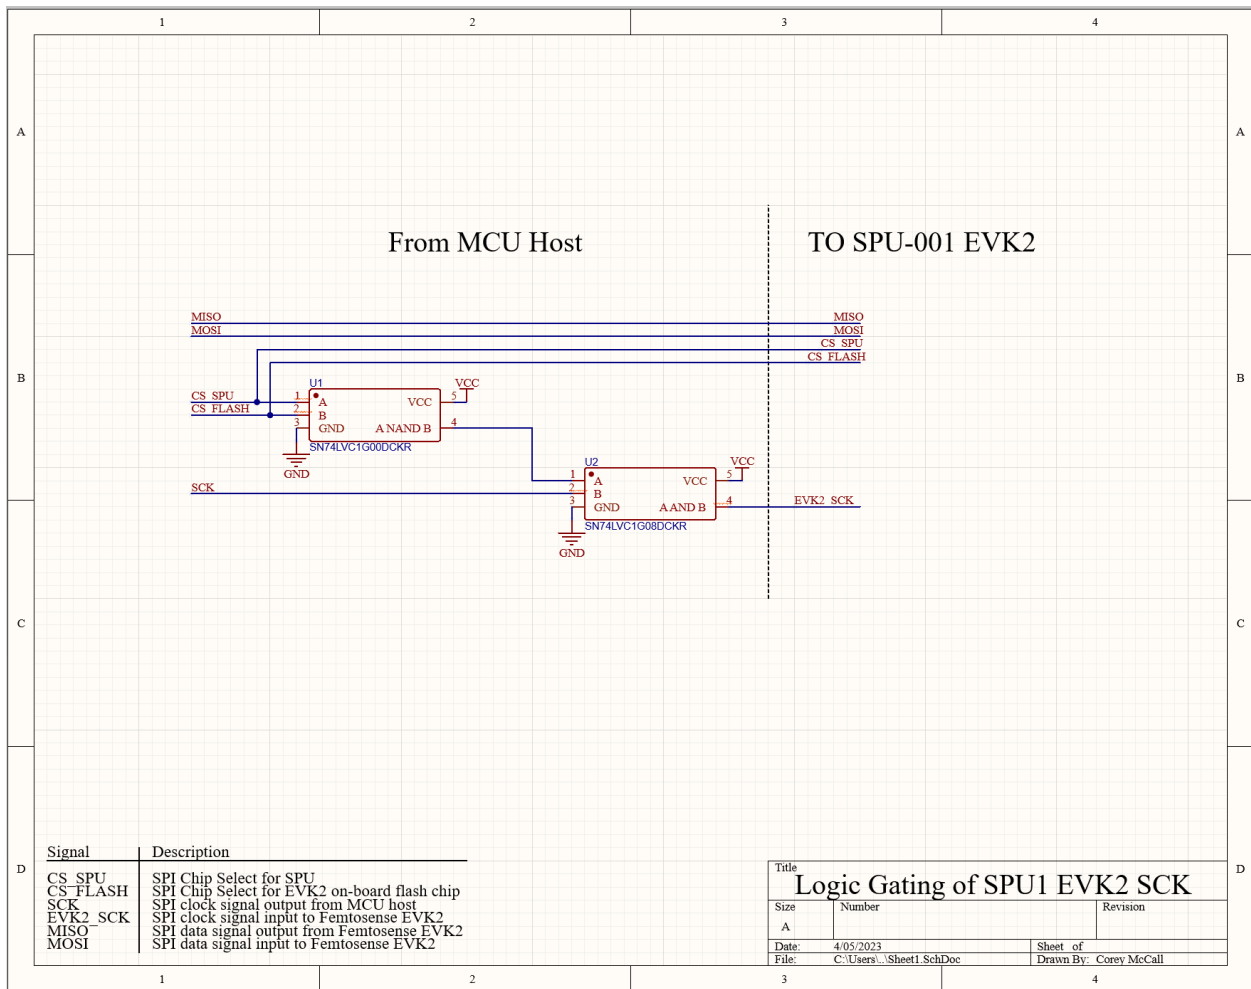 1 2 3 4
A A
From MCU Host TO SPU-001 EVK2
MISO MISO
MOSI MOSI
CS_SPU
CS_FLASH
B B
U1 VCC
CS_SPU 1 A VCC 5
CS_FLASH 2 B
3 GND A NAND B 4
SN74LVC1G00DCKR
GND
U2 VCC
1 A VCC 5
SCK 2 B
3 GND A AND B 4 EVK2_SCK
SN74LVC1G08DCKR
GND
C C
Signal Description
D D
CS_SPU SPI Chip Select for SPU
CS_FLASH SPI Chip Select for EVK2 on-board flash chip
SCK SPI clock signal output from MCU host
EVK2_SCK SPI clock signal input to Femtosense EVK2
MISO SPI data signal output from Femtosense EVK2
MOSI SPI data signal input to Femtosense EVK2
Title
Logic Gating of SPU1 EVK2 SCK
Size Number Revision
A
Date: 4/05/2023 Sheet of
File: C:\Users\..\Sheet1.SchDoc Drawn By: Corey McCall
1 2 3 4